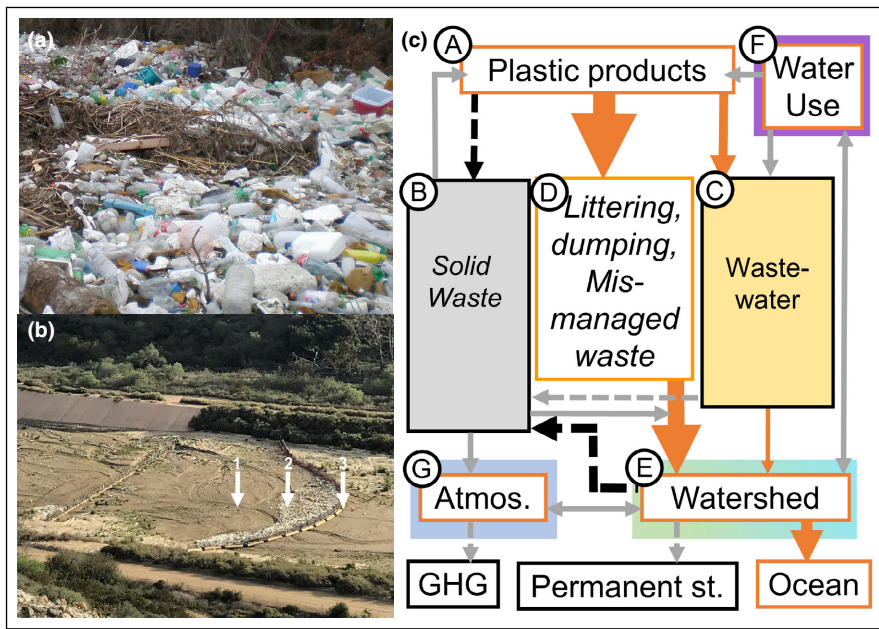 (a)
(b)
1
2
3
(c)
A
Plastic products
F
Water
Use
B
Solid
Waste
D
Littering,
dumping,
Mis-
managed
waste
C
Waste-
water
G
Atmos.
E
Watershed
GHG
Permanent st.
Ocean